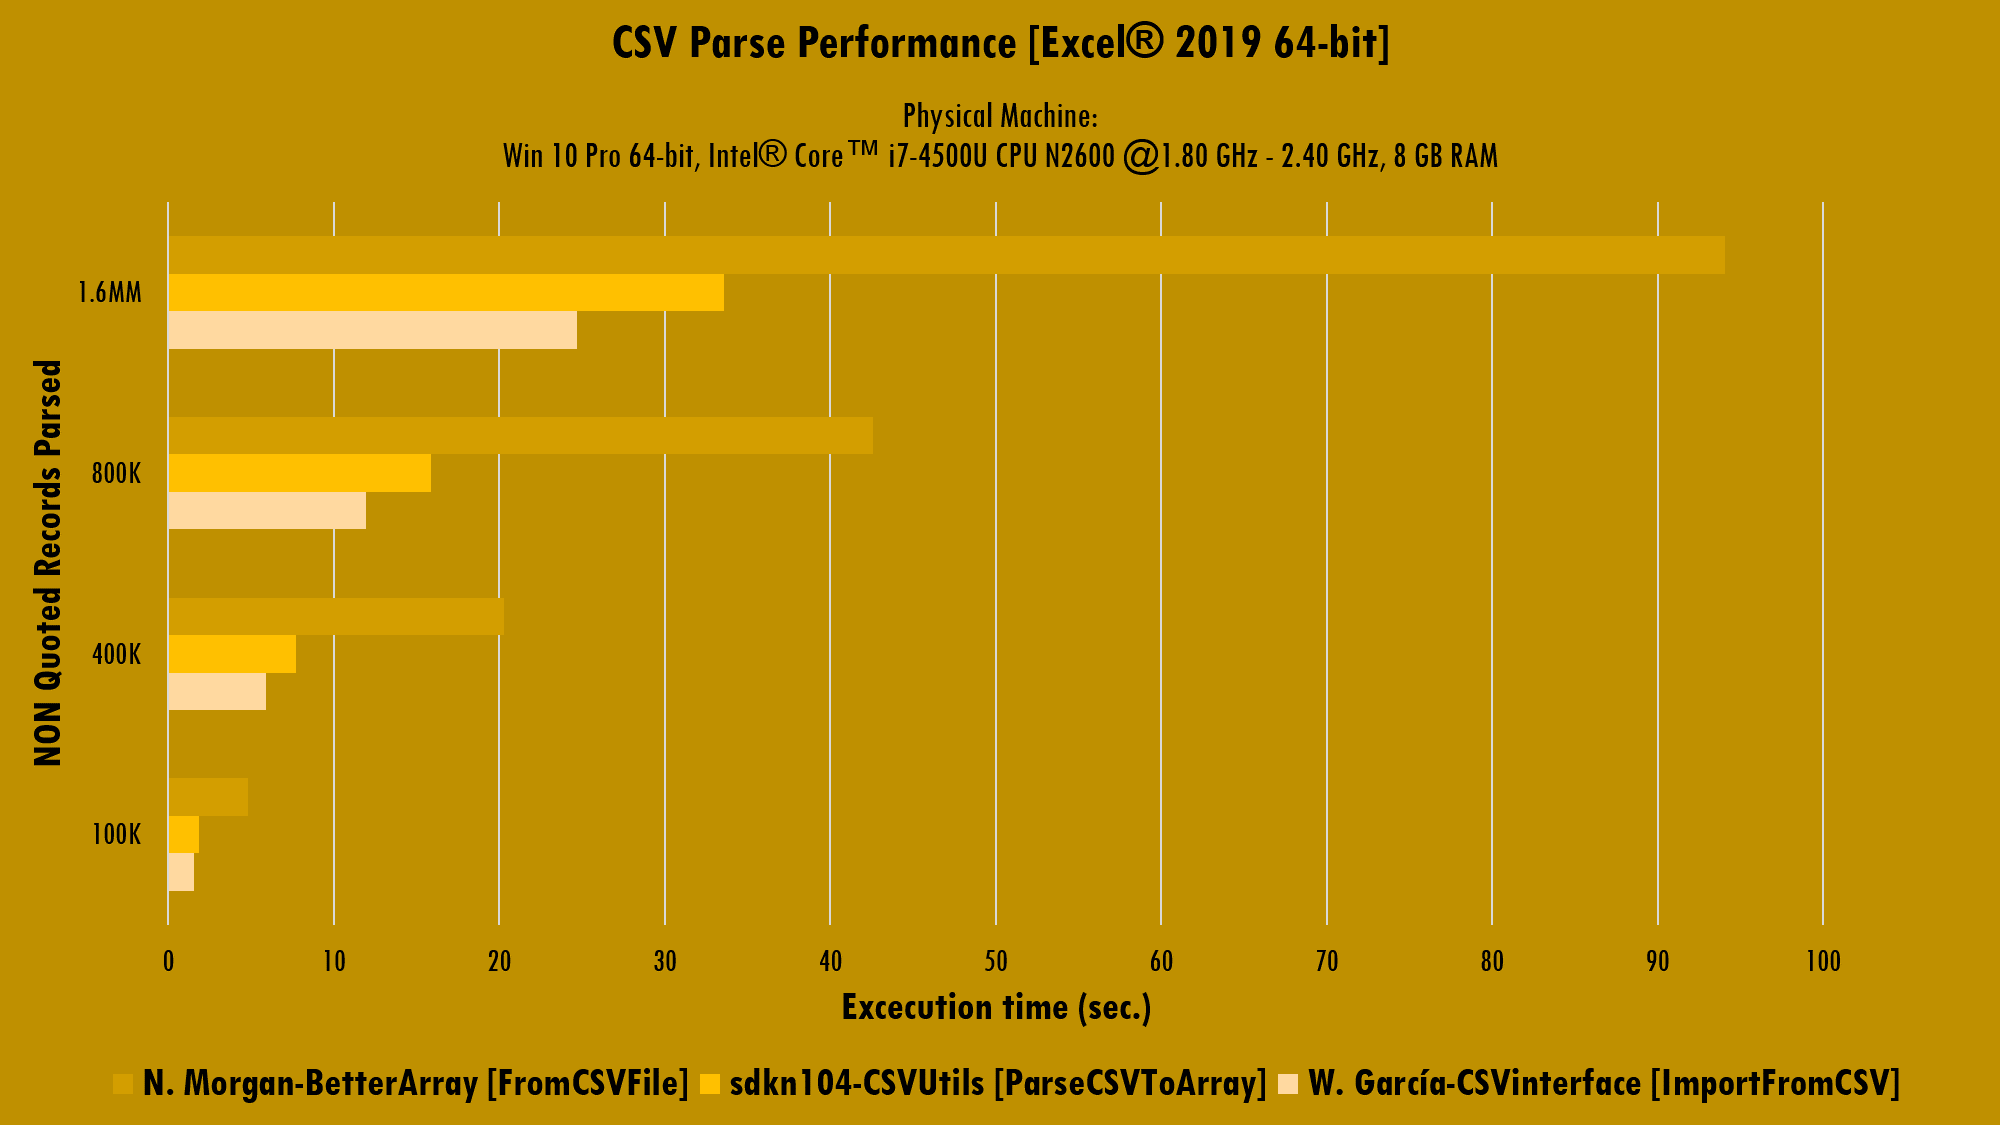 CSV Parse Performance [Excel® 2019 64-bit]
Physical Machine:
Win 10 Pro 64-bit, Intel® Core™ i7-4500U CPU N2600 @1.80 GHz - 2.40 GHz, 8 GB RAM
NON Quoted Records Parsed
1.6MM
800K
400K
100K
0 10 20 30 40 50 60 70 80 90 100
Excecution time (sec.)
N. Morgan-BetterArray [FromCSVFile] sdkn104-CSVUtils [ParseCSVToArray] W. García-CSVinterface [ImportFromCSV]